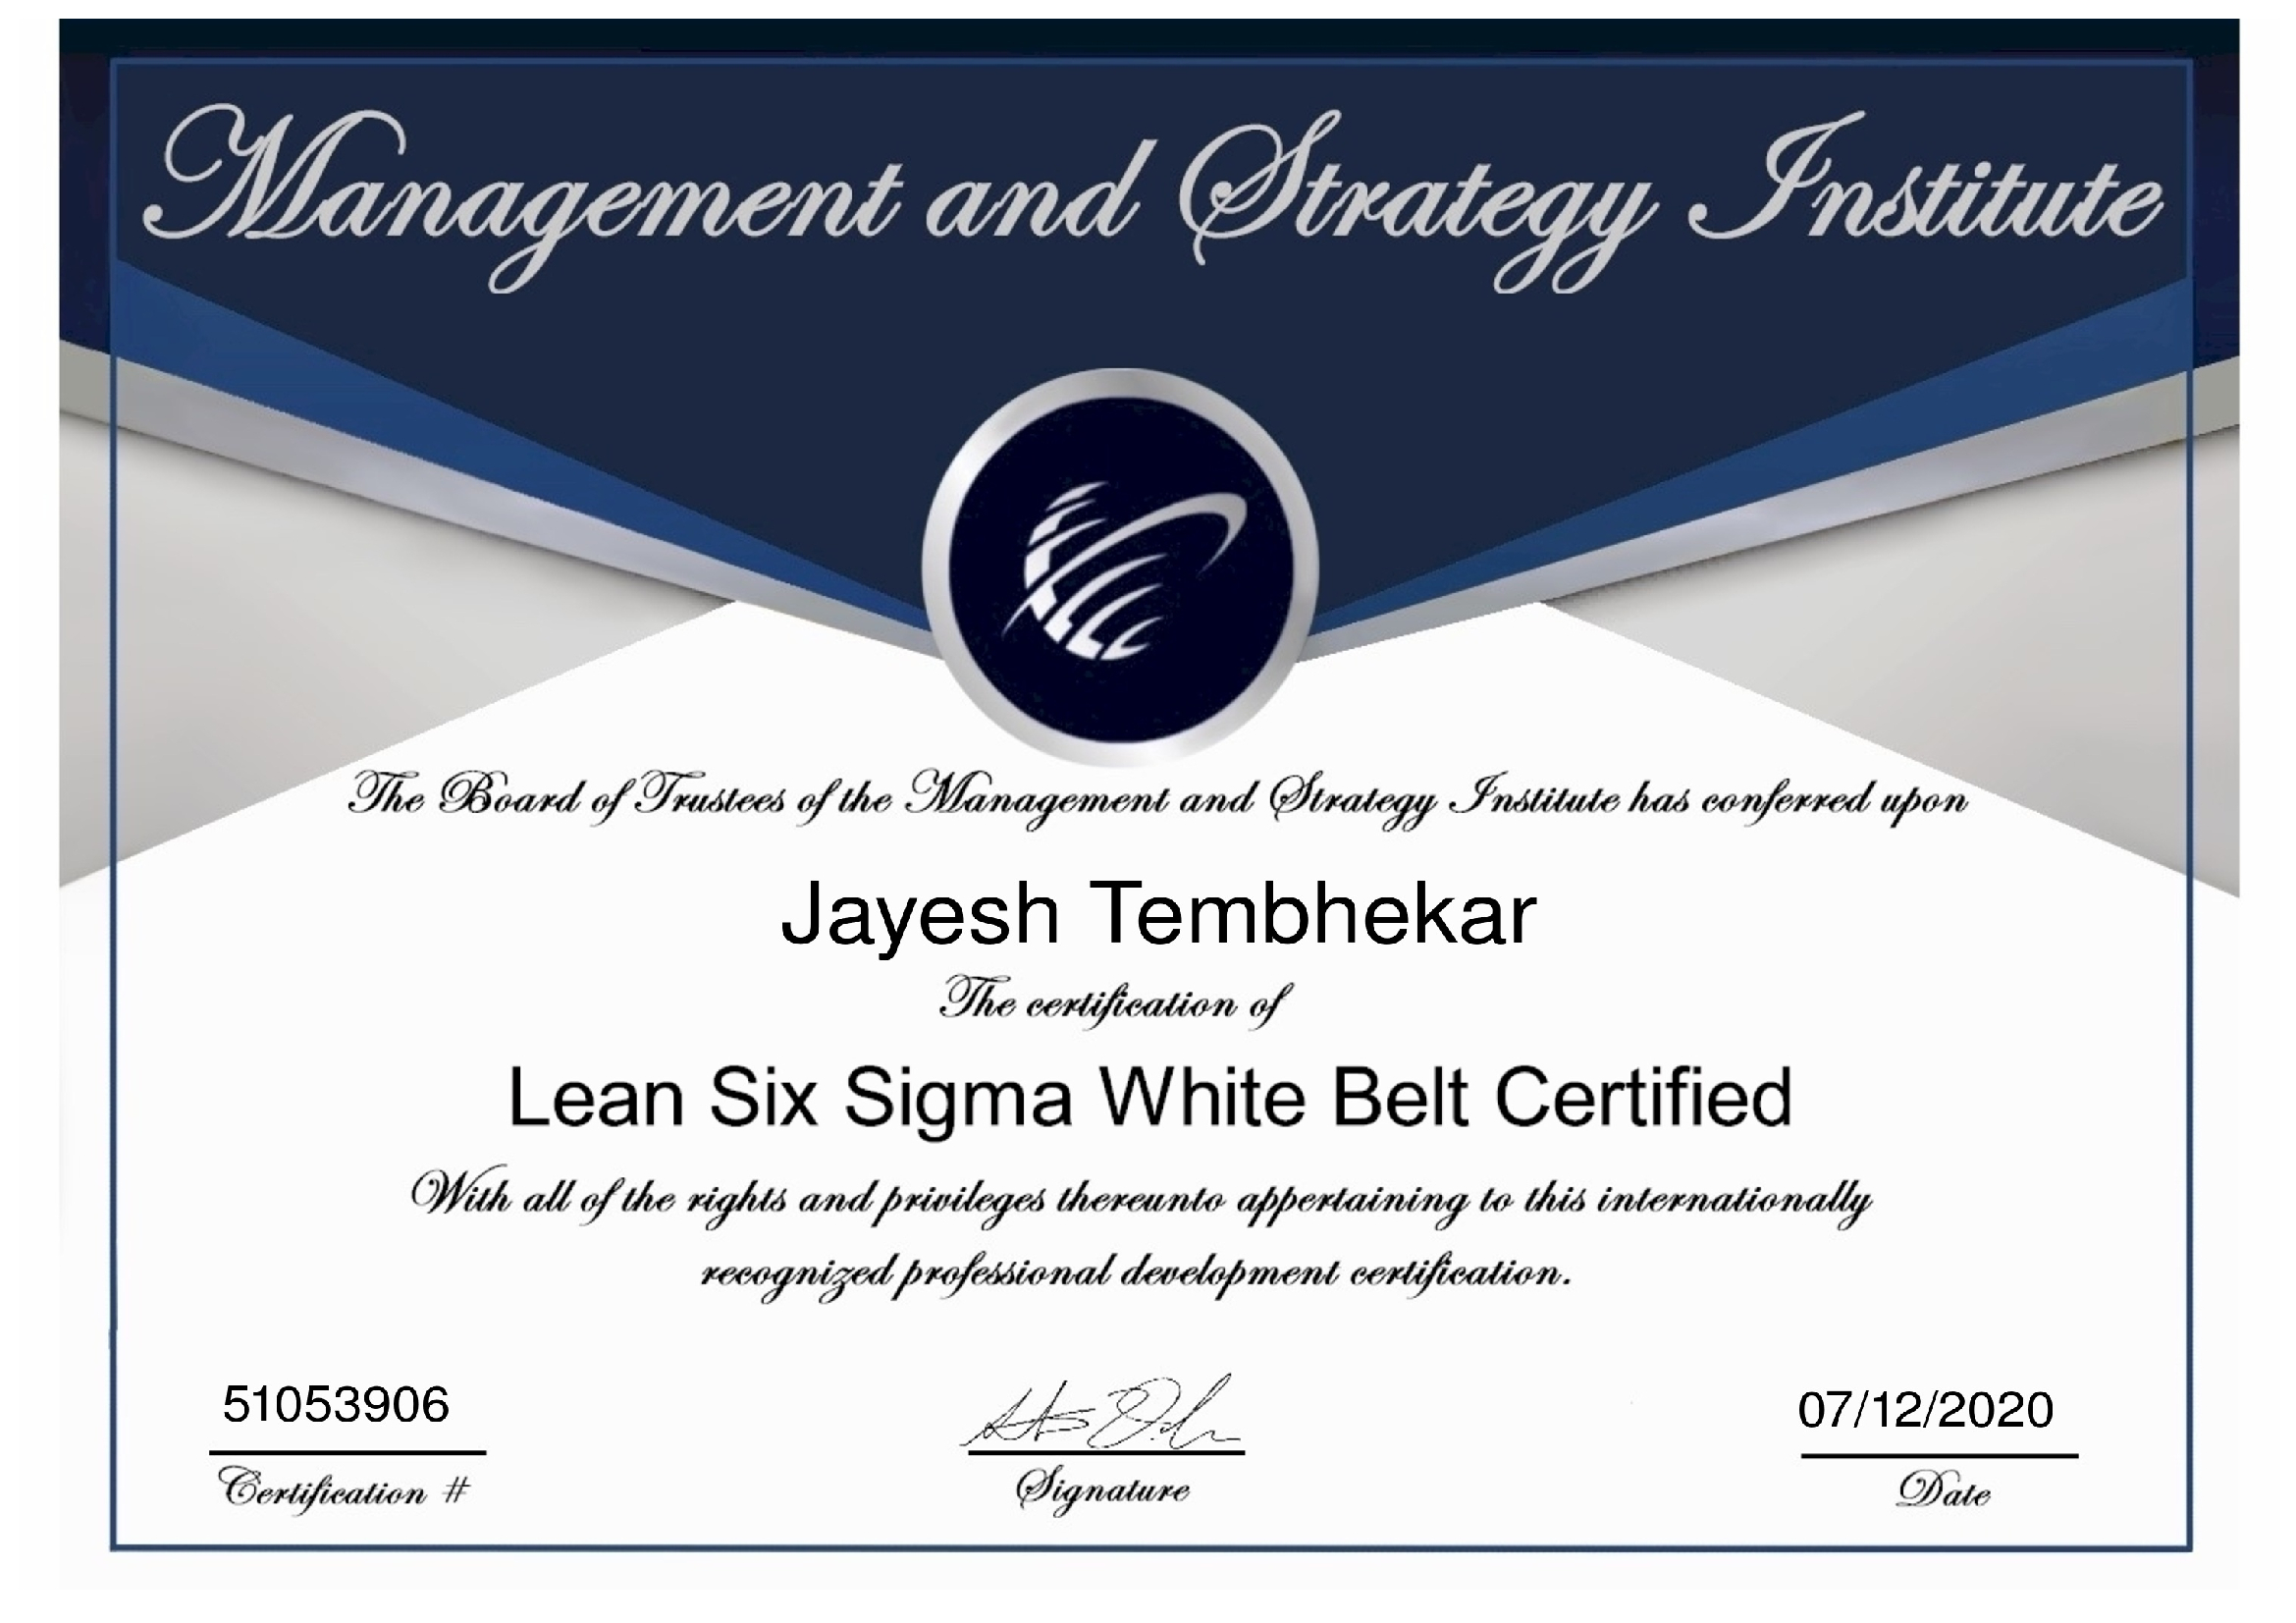 Management and Strategy Institute
The Board of Trustees of the Management and Strategy Institute has conferred upon
Jayesh Tembhekar
The certification of
Lean Six Sigma White Belt Certified
With all of the rights and privileges thereunto appertaining to this internationally
recognized professional development certification.
51053906
07/12/2020
Certification #
Signature
Date